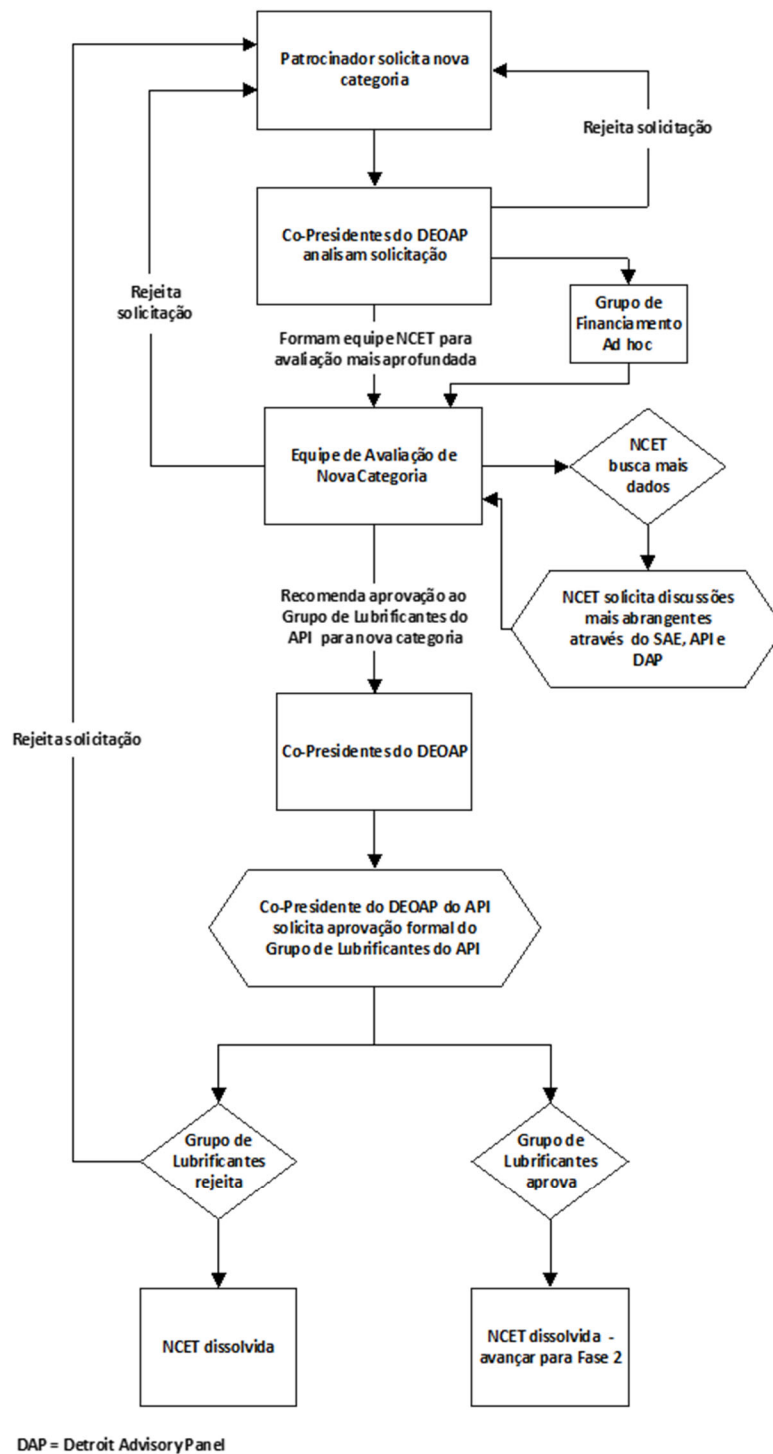 Patrocinador solicita nova
categoria
Rejeita solicitação
Co-Presidentes do DEOAP
analisam solicitação
Rejeita
solicitação
Grupo de
Financiamento
Ad hoc
Formam equipe NCET para
avaliação mais aprofundada
Equipe de Avaliação de
Nova Categoria
NCET
busca mais
dados
Recomenda aprovação ao
Grupo de Lubrificantes do
API para nova categoria
NCET solicita discussões
mais abrangentes
através do SAE, API e
DAP
Rejeita solicitação
Co-Presidentes do DEOAP
Co-Presidente do DEOAP do API
solicita aprovação formal do
Grupo de Lubrificantes do API
Grupo de
Lubrificantes
rejeita
Grupo de
Lubrificantes
aprova
NCET dissolvida
NCET dissolvida -
avançar para Fase 2
DAP = Detroit Advisory Panel